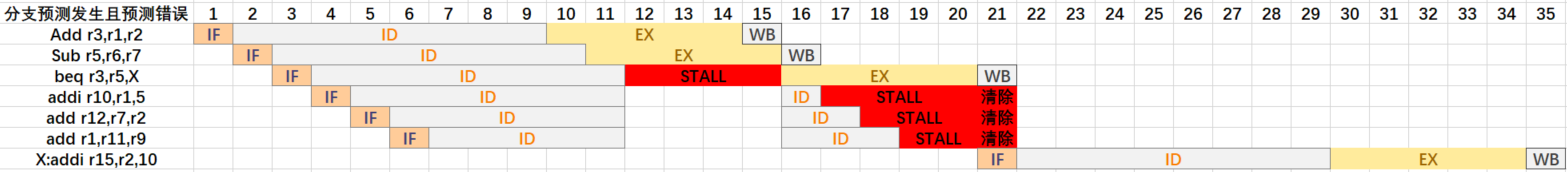 分支预测发生且预测错误 1 2 3 4 5 6 7 8 9 10 11 12 13 14 15 16 17 18 19 20 21 22 23 24 25 26 27 28 29 30 31 32 33 34 35
Add r3,r1,r2 IF ID EX WB
Sub r5,r6,r7 IF ID EX WB
beq r3,r5,X IF ID STALL EX WB
addi r10,r1,5 IF ID ID STALL 清除
add r12,r7,r2 IF ID ID STALL 清除
add r1,r11,r9 IF ID ID STALL 清除
X:addi r15,r2,10 IF ID EX WB